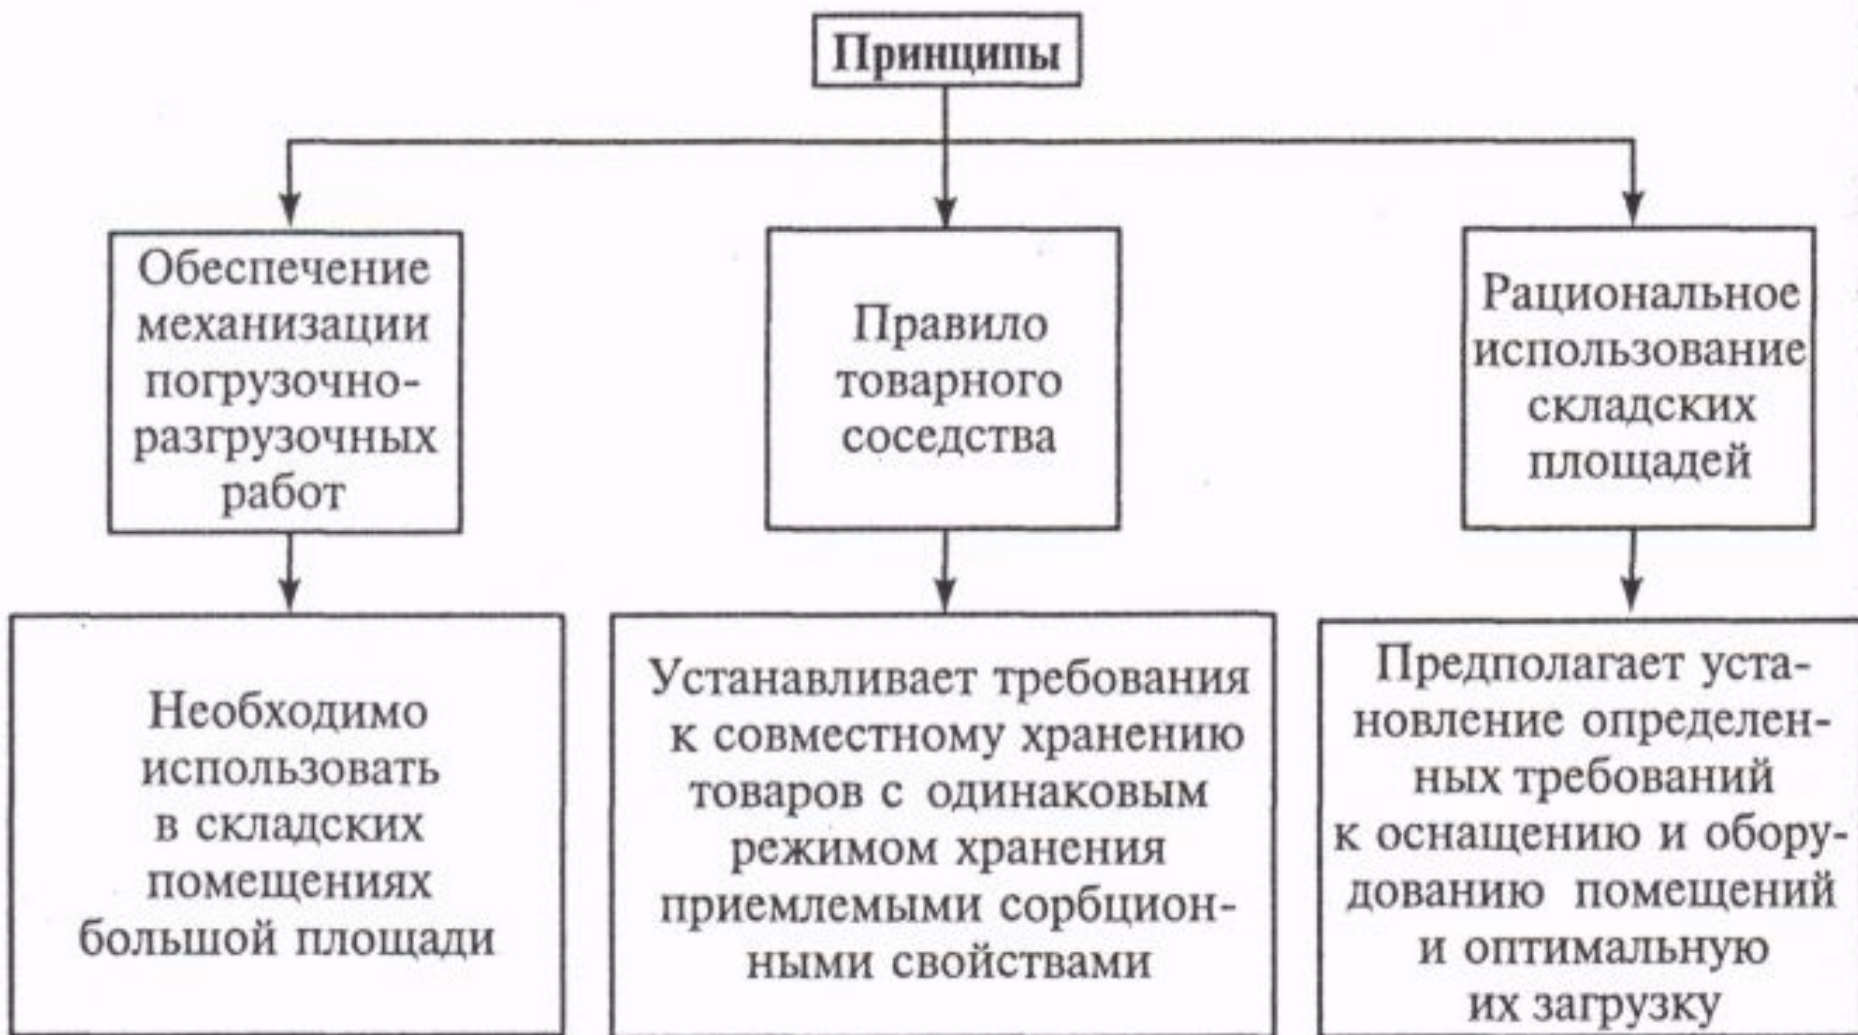 Принципы
Обеспечение
механизации
погрузочно-
разгрузочных
работ
Правило
товарного
соседства
Рациональное
использование
складских
площадей
Необходимо
использовать
в складских
помещениях
большой площади
Устанавливает требования
к совместному хранению
товаров с одинаковым
режимом хранения
приемлемыми сорбцион-
ными свойствами
Предполагает уста-
новление определен-
ных требований
к оснащению и обору-
дованию помещений
и оптимальную
их загрузку